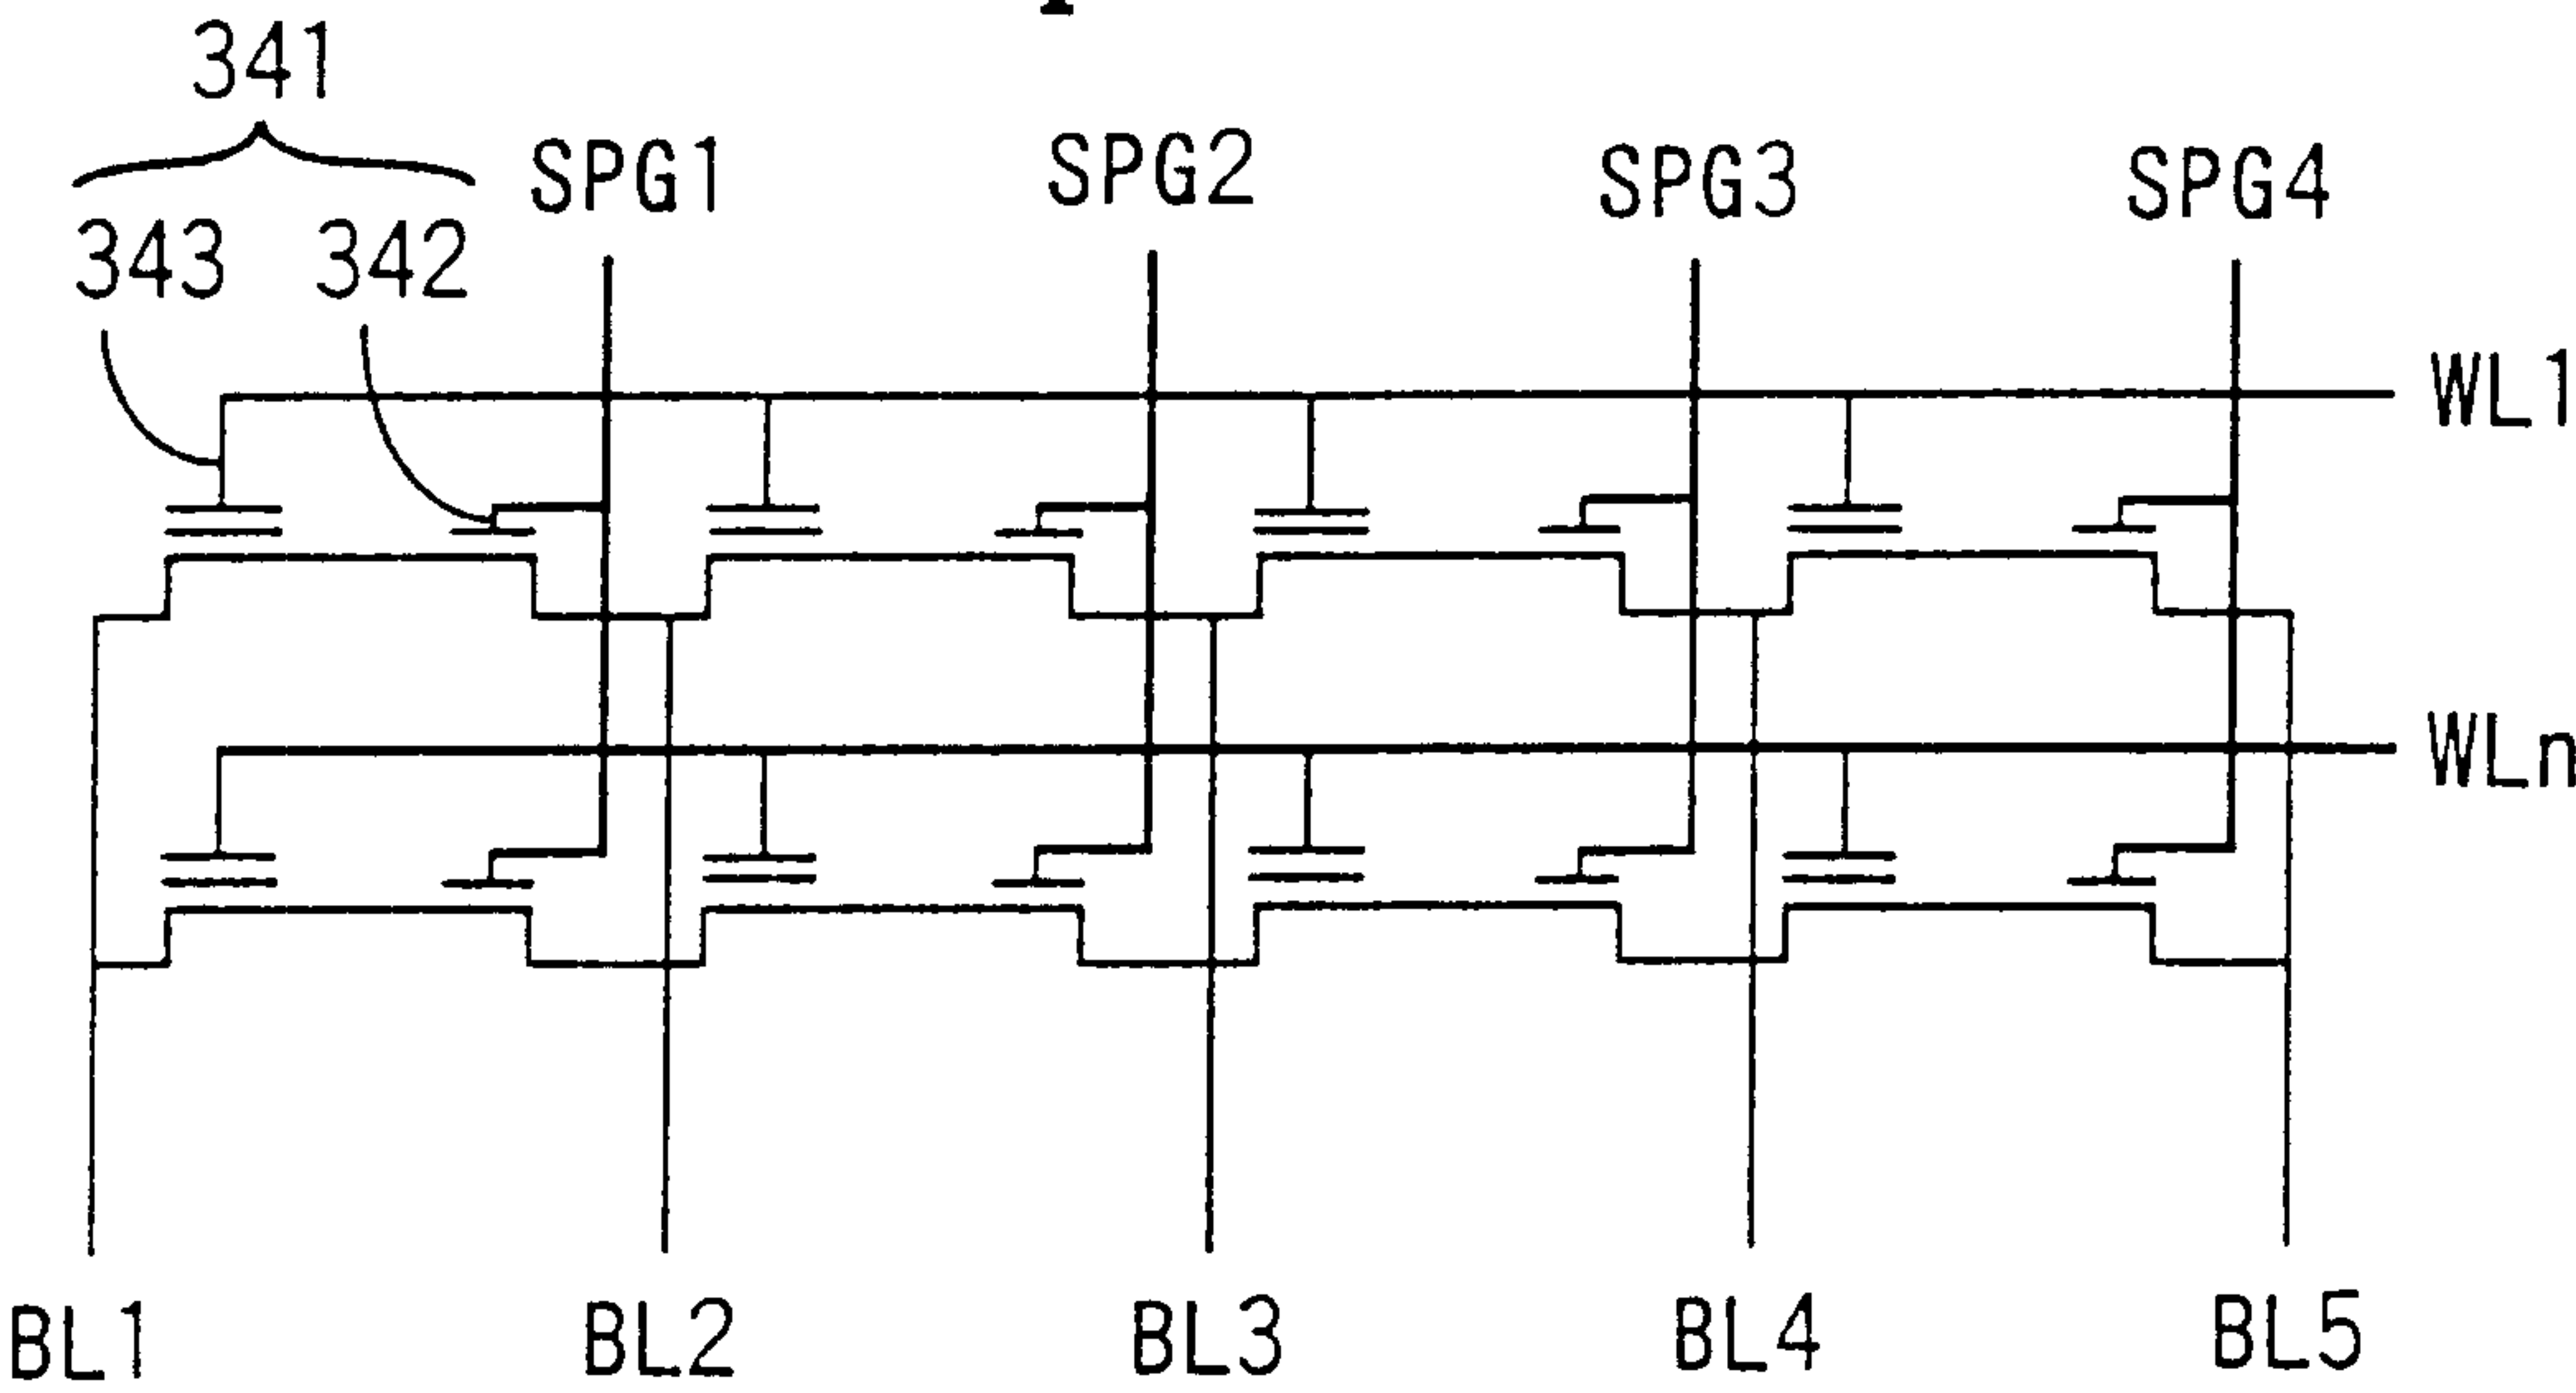 341
SPG1 SPG2 SPG3 SPG4
343 342
WL1
WLn
BL1 BL2 BL3 BL4 BL5